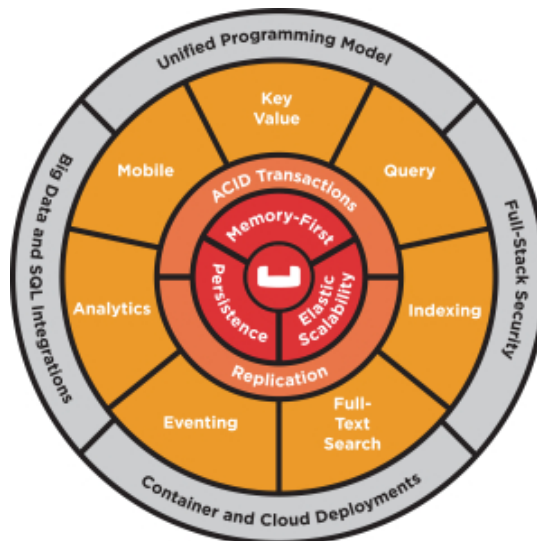 Unified Programming Model
Key
Value
Mobile
Query
ACID Transactions
Memory-First
Big Data and SQL Integrations
Full-Stack Security
Persistence
Elastic
Scalability
Analytics
Indexing
Replication
Eventing
Full-
Text
Search
Container and Cloud Deployments